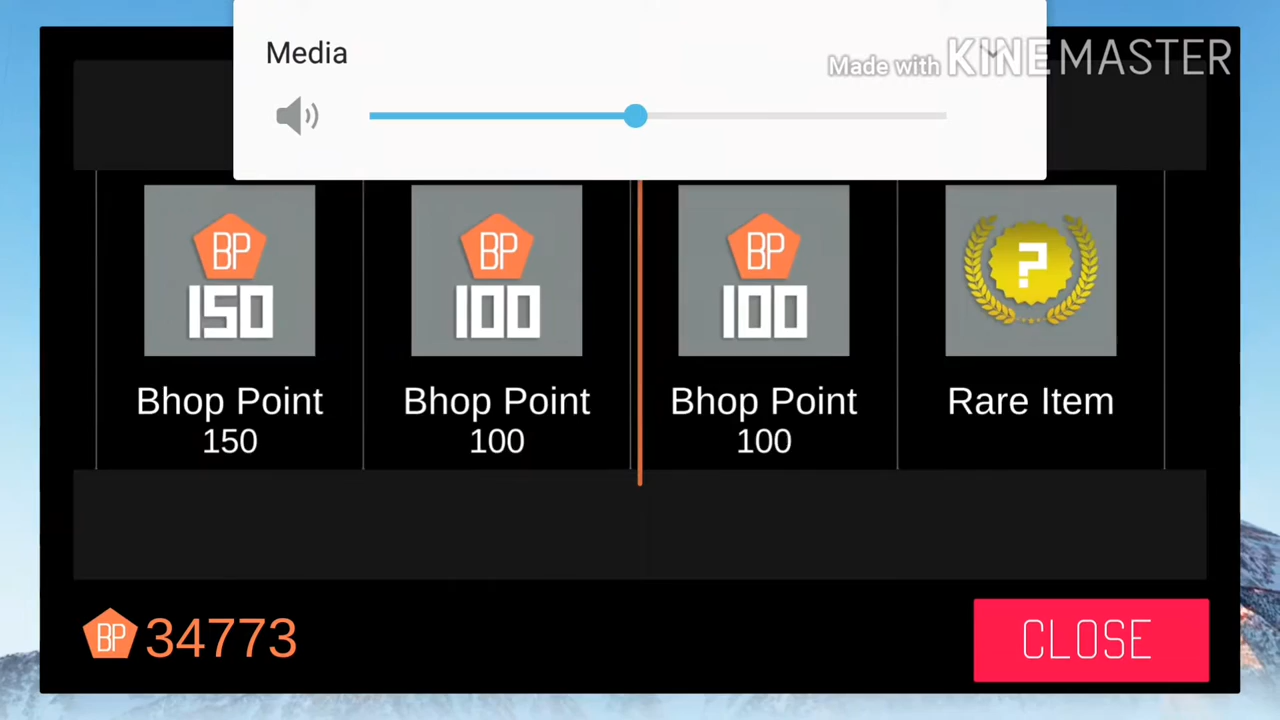 Media
Made with KINEMASTER
BP
150
BP
100
BP
100
?
Bhop Point
150
Bhop Point
100
Bhop Point
100
Rare Item
BP 34773
CLOSE